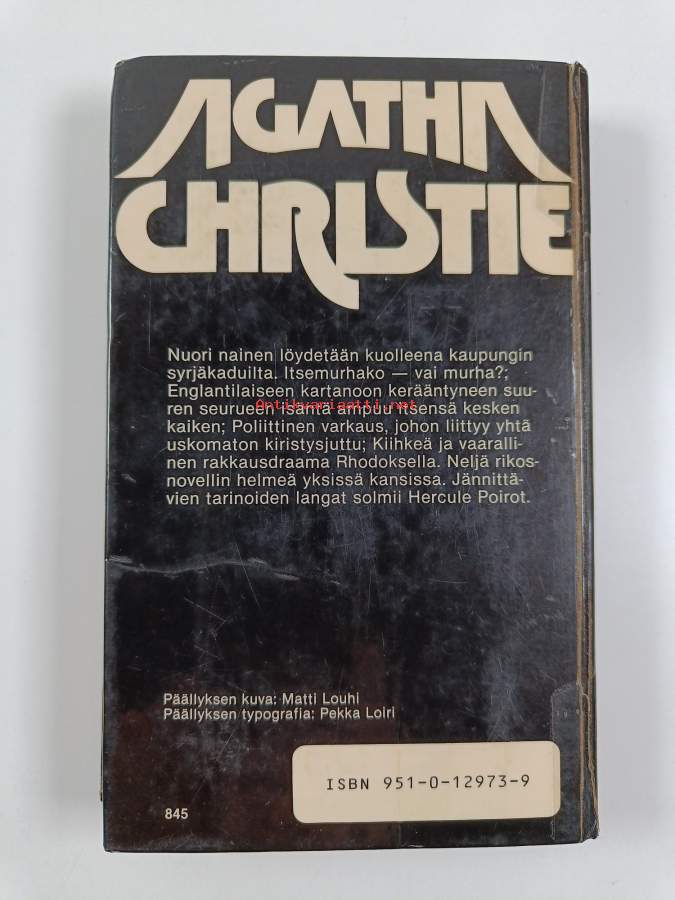 AGATHA
CHRISTIE
Nuori nainen löydetään kuolleena kaupungin
syrjäkaduilta. Itsemurhako — vai murha?;
Englantilaiseen kartanoon kerääntyneen suu-
ren seurueen isäntä ampuu itsensä kesken
Antikvariaatti.net
kaiken; Poliittinen varkaus, johon liittyy yhtä
uskomaton kiristysjuttu; Kiihkeä ja vaaralli-
nen rakkausdraama Rhodoksella. Neljä rikos-
novellin helmeä yksissä kansissa. Jännittä-
vien tarinoiden langat solmii Hercule Poirot.
Päällyksen kuva: Matti Louhi
Päällyksen typografia: Pekka Loiri
ISBN 951-0-12973-9
845